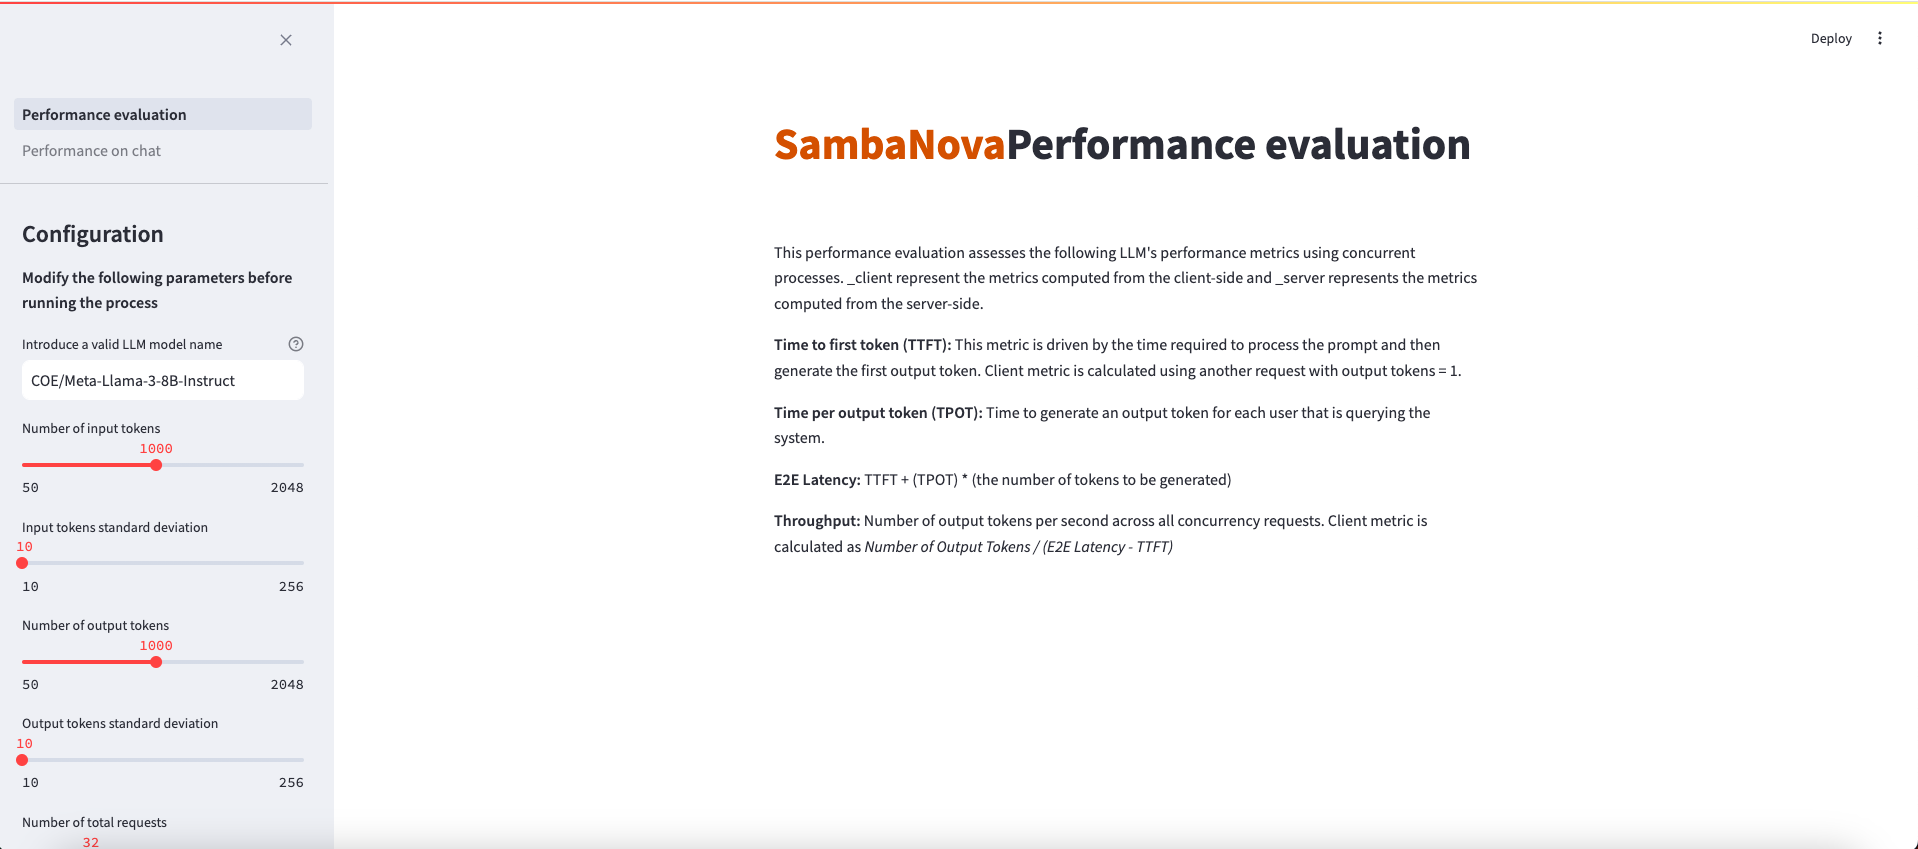 Deploy
Performance evaluation
Performance on chat
Configuration
Modify the following parameters before
running the process
Introduce a valid LLM model name
COE/Meta-Llama-3-8B-Instruct
Number of input tokens
1000
50 2048
Input tokens standard deviation
10
10 256
Number of output tokens
1000
50 2048
Output tokens standard deviation
10
10 256
Number of total requests
32
SambaNovaPerformance evaluation
This performance evaluation assesses the following LLM's performance metrics using concurrent
processes. _client represent the metrics computed from the client-side and _server represents the metrics
computed from the server-side.
Time to first token (TTFT): This metric is driven by the time required to process the prompt and then
generate the first output token. Client metric is calculated using another request with output tokens = 1.
Time per output token (TPOT): Time to generate an output token for each user that is querying the
system.
E2E Latency: TTFT + (TPOT) * (the number of tokens to be generated)
Throughput: Number of output tokens per second across all concurrency requests. Client metric is
calculated as Number of Output Tokens / (E2E Latency - TTFT)